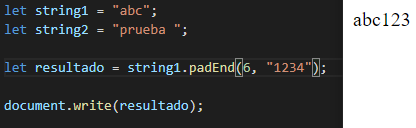 let string1 = "abc";
let string2 = "prueba ";
let resultado = string1.padEnd(6, "1234");
document.write(resultado);
abc123